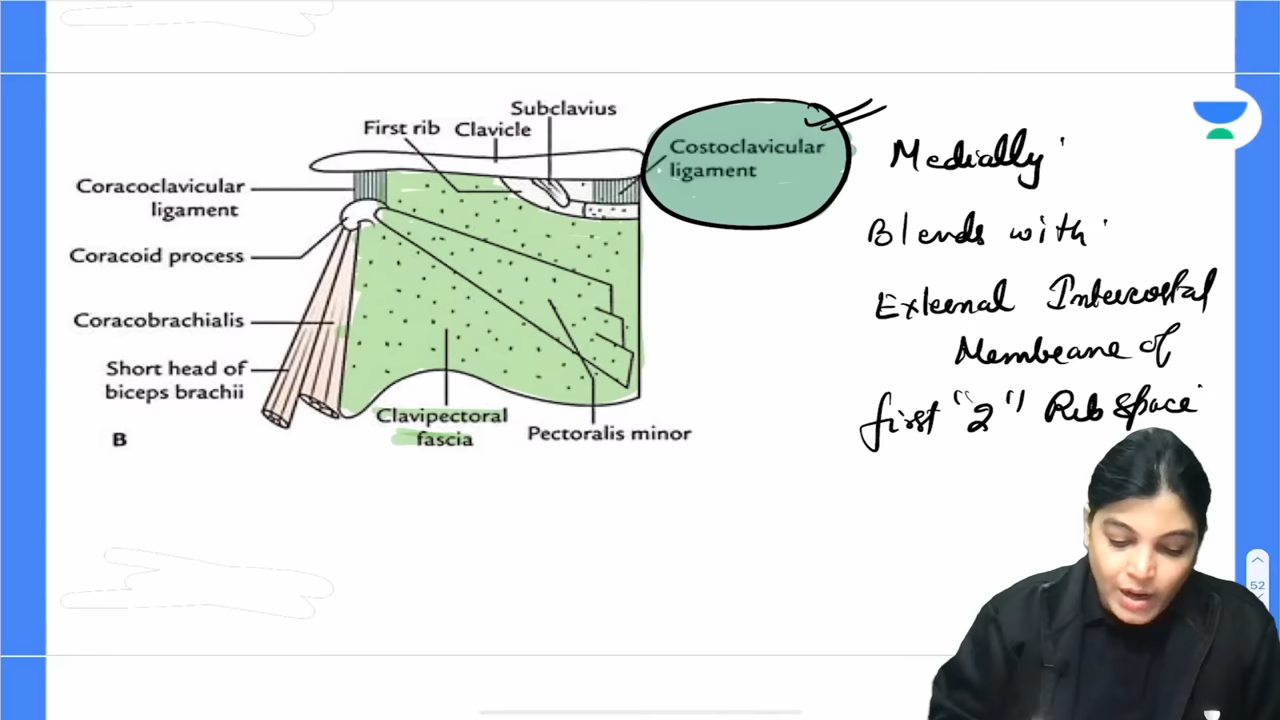 Subclavius
First rib
Clavicle
Costoclavicular
ligament
Coracoclavicular
ligament
Coracoid process
Coracobrachialis
Short head of
biceps brachii
Clavipectoral
fascia
Pectoralis minor
B
Medially
Blends with
External Intercostal
Membrane of
first "2" Rib space
52